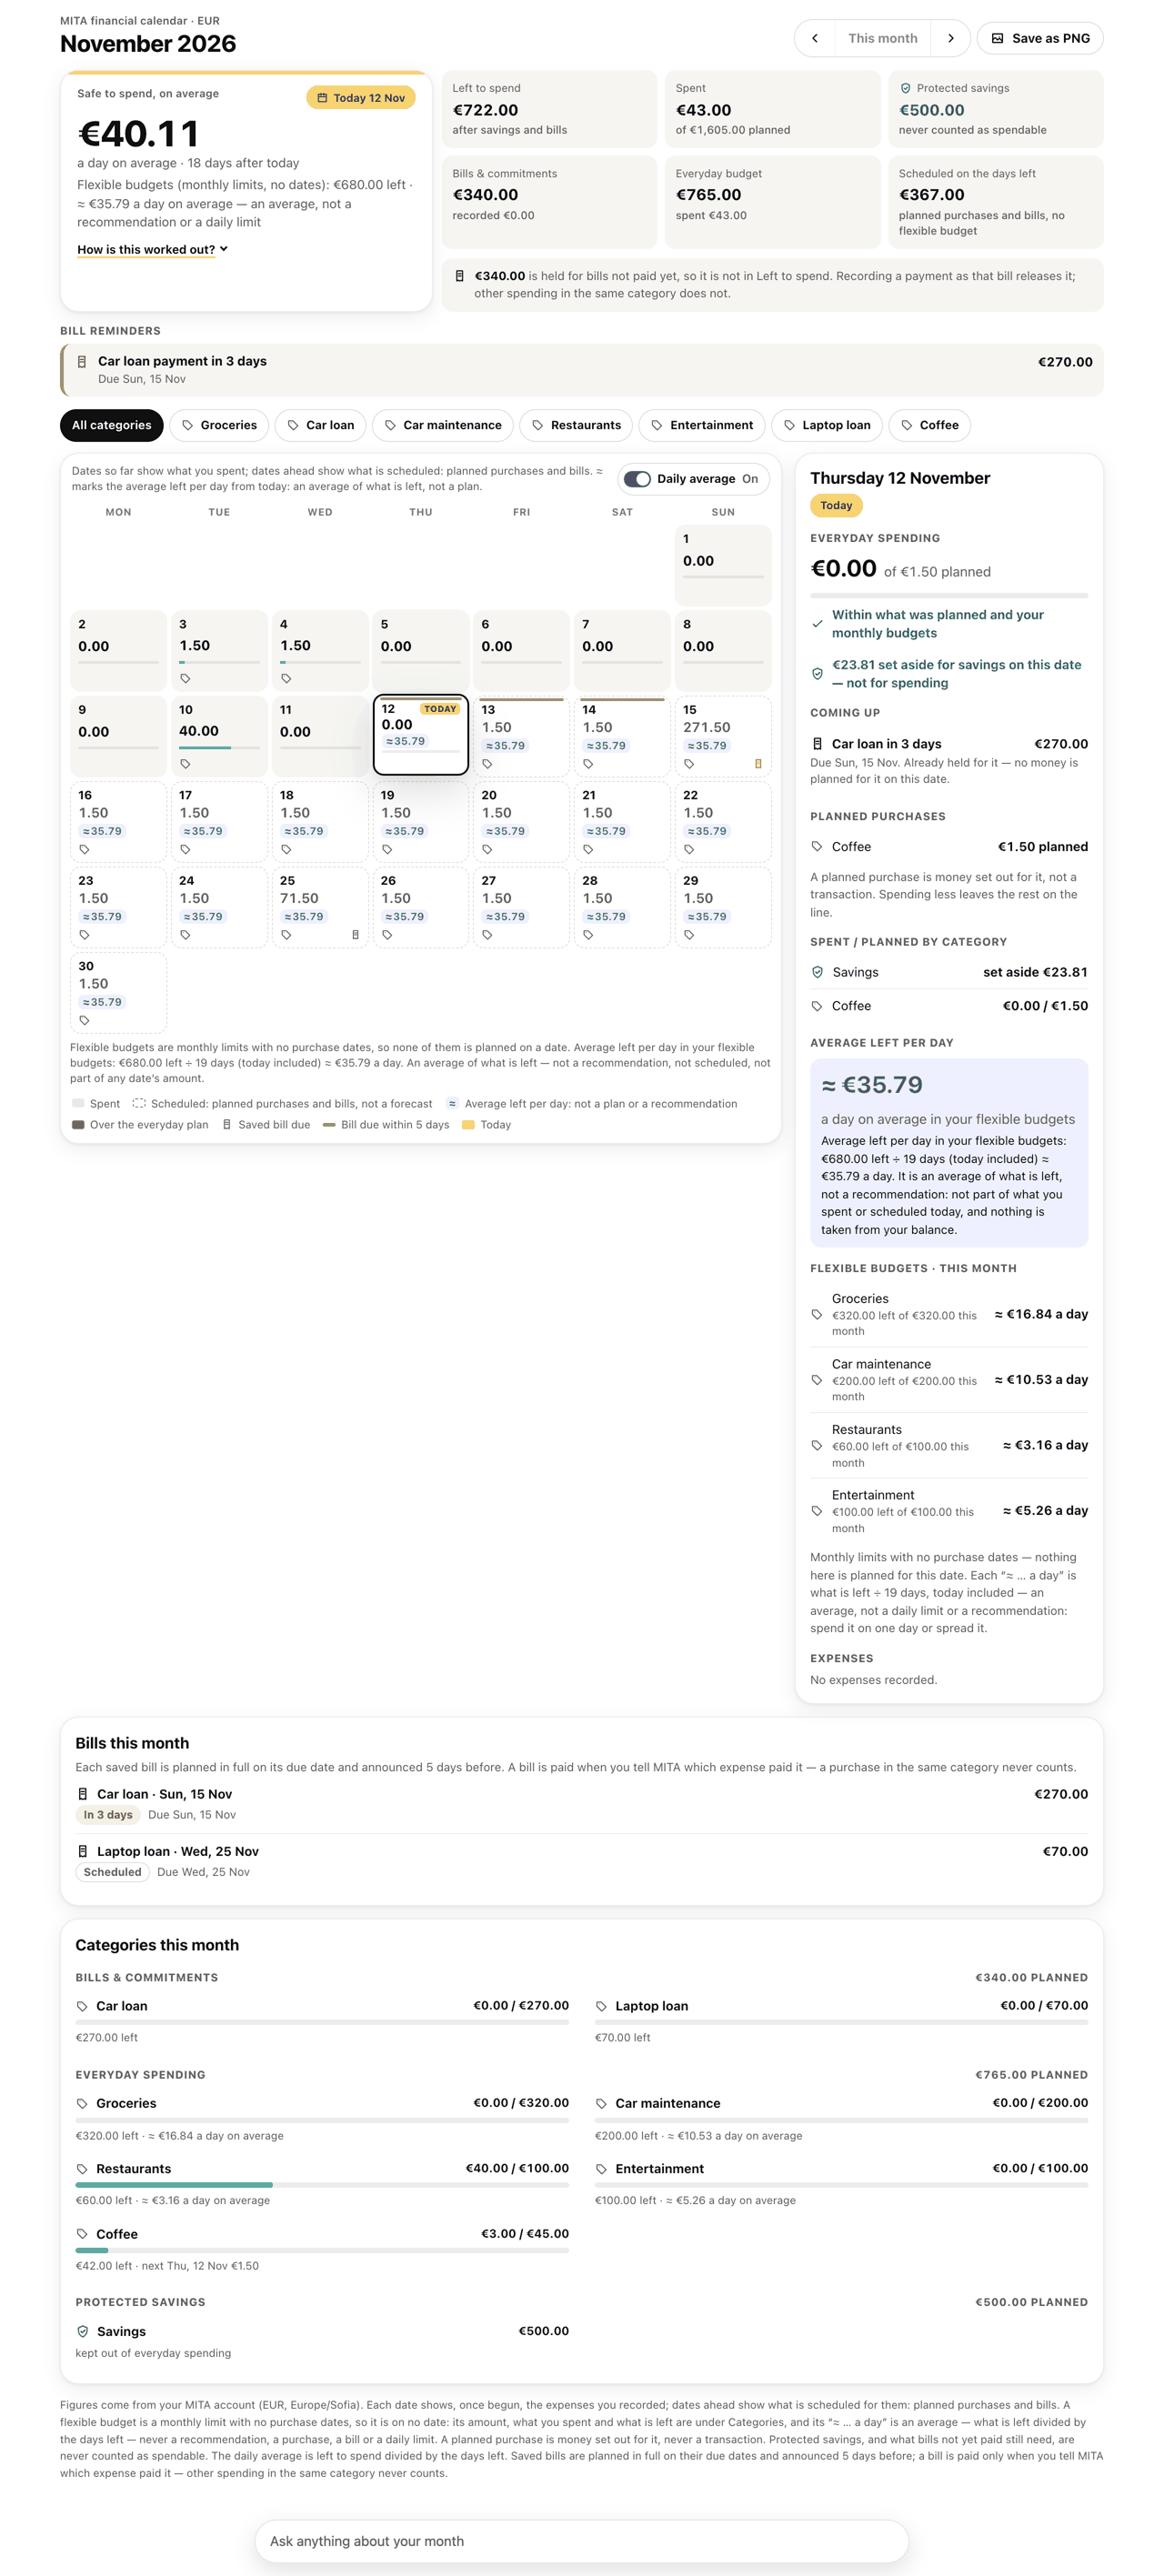 MITA financial calendar · EUR
November 2026
This month
Save as PNG
Safe to spend, on average
Today 12 Nov
€40.11
a day on average · 18 days after today
Flexible budgets (monthly limits, no dates): €680.00 left ·
≈ €35.79 a day on average — an average, not a
recommendation or a daily limit
How is this worked out?
Left to spend
€722.00
after savings and bills
Spent
€43.00
of €1,605.00 planned
Protected savings
€500.00
never counted as spendable
Bills & commitments
€340.00
recorded €0.00
Everyday budget
€765.00
spent €43.00
Scheduled on the days left
€367.00
planned purchases and bills, no
flexible budget
€340.00 is held for bills not paid yet, so it is not in Left to spend. Recording a payment as that bill releases it;
other spending in the same category does not.
BILL REMINDERS
Car loan payment in 3 days
€270.00
Due Sun, 15 Nov
All categories
Groceries
Car loan
Car maintenance
Restaurants
Entertainment
Laptop loan
Coffee
Dates so far show what you spent; dates ahead show what is scheduled: planned purchases and bills. ≈
marks the average left per day from today: an average of what is left, not a plan.
Daily average On
MON TUE WED THU FRI SAT SUN
1
0.00
2
0.00
3
1.50
4
1.50
5
0.00
6
0.00
7
0.00
8
0.00
9
0.00
10
40.00
11
0.00
12 TODAY
0.00
≈35.79
13
1.50
≈35.79
14
1.50
≈35.79
15
271.50
≈35.79
16
1.50
≈35.79
17
1.50
≈35.79
18
1.50
≈35.79
19
1.50
≈35.79
20
1.50
≈35.79
21
1.50
≈35.79
22
1.50
≈35.79
23
1.50
≈35.79
24
1.50
≈35.79
25
71.50
≈35.79
26
1.50
≈35.79
27
1.50
≈35.79
28
1.50
≈35.79
29
1.50
≈35.79
30
1.50
≈35.79
Flexible budgets are monthly limits with no purchase dates, so none of them is planned on a date. Average left per day in your flexible
budgets: €680.00 left ÷ 19 days (today included) ≈ €35.79 a day. An average of what is left — not a recommendation, not scheduled, not
part of any date's amount.
Spent
Scheduled: planned purchases and bills, not a forecast
≈ Average left per day: not a plan or a recommendation
Over the everyday plan
Saved bill due
Bill due within 5 days
Today
Thursday 12 November
Today
EVERYDAY SPENDING
€0.00 of €1.50 planned
Within what was planned and your
monthly budgets
€23.81 set aside for savings on this date
— not for spending
COMING UP
Car loan in 3 days €270.00
Due Sun, 15 Nov. Already held for it — no money is
planned for it on this date.
PLANNED PURCHASES
Coffee €1.50 planned
A planned purchase is money set out for it, not a
transaction. Spending less leaves the rest on the
line.
SPENT / PLANNED BY CATEGORY
Savings set aside €23.81
Coffee €0.00 / €1.50
AVERAGE LEFT PER DAY
≈ €35.79
a day on average in your flexible budgets
Average left per day in your flexible budgets:
€680.00 left ÷ 19 days (today included) ≈
€35.79 a day. It is an average of what is left,
not a recommendation: not part of what you
spent or scheduled today, and nothing is
taken from your balance.
FLEXIBLE BUDGETS · THIS MONTH
Groceries
€320.00 left of €320.00 this
month
≈ €16.84 a day
Car maintenance
€200.00 left of €200.00 this
month
≈ €10.53 a day
Restaurants
€60.00 left of €100.00 this
month
≈ €3.16 a day
Entertainment
€100.00 left of €100.00 this
month
≈ €5.26 a day
Monthly limits with no purchase dates — nothing
here is planned for this date. Each “≈ … a day” is
what is left ÷ 19 days, today included — an
average, not a daily limit or a recommendation:
spend it on one day or spread it.
EXPENSES
No expenses recorded.
Bills this month
Each saved bill is planned in full on its due date and announced 5 days before. A bill is paid when you tell MITA which expense paid it — a purchase in the same category never counts.
Car loan · Sun, 15 Nov €270.00
In 3 days Due Sun, 15 Nov
Laptop loan · Wed, 25 Nov €70.00
Scheduled Due Wed, 25 Nov
Categories this month
BILLS & COMMITMENTS €340.00 PLANNED
Car loan €0.00 / €270.00
€270.00 left
Laptop loan €0.00 / €70.00
€70.00 left
EVERYDAY SPENDING €765.00 PLANNED
Groceries €0.00 / €320.00
€320.00 left · ≈ €16.84 a day on average
Car maintenance €0.00 / €200.00
€200.00 left · ≈ €10.53 a day on average
Restaurants €40.00 / €100.00
€60.00 left · ≈ €3.16 a day on average
Entertainment €0.00 / €100.00
€100.00 left · ≈ €5.26 a day on average
Coffee €3.00 / €45.00
€42.00 left · next Thu, 12 Nov €1.50
PROTECTED SAVINGS €500.00 PLANNED
Savings €500.00
kept out of everyday spending
Figures come from your MITA account (EUR, Europe/Sofia). Each date shows, once begun, the expenses you recorded; dates ahead show what is scheduled for them: planned purchases and bills. A
flexible budget is a monthly limit with no purchase dates, so it is on no date: its amount, what you spent and what is left are under Categories, and its “≈ … a day” is an average — what is left divided by
the days left — never a recommendation, a purchase, a bill or a daily limit. A planned purchase is money set out for it, never a transaction. Protected savings, and what bills not yet paid still need, are
never counted as spendable. The daily average is left to spend divided by the days left. Saved bills are planned in full on their due dates and announced 5 days before; a bill is paid only when you tell MITA
which expense paid it — other spending in the same category never counts.
Ask anything about your month